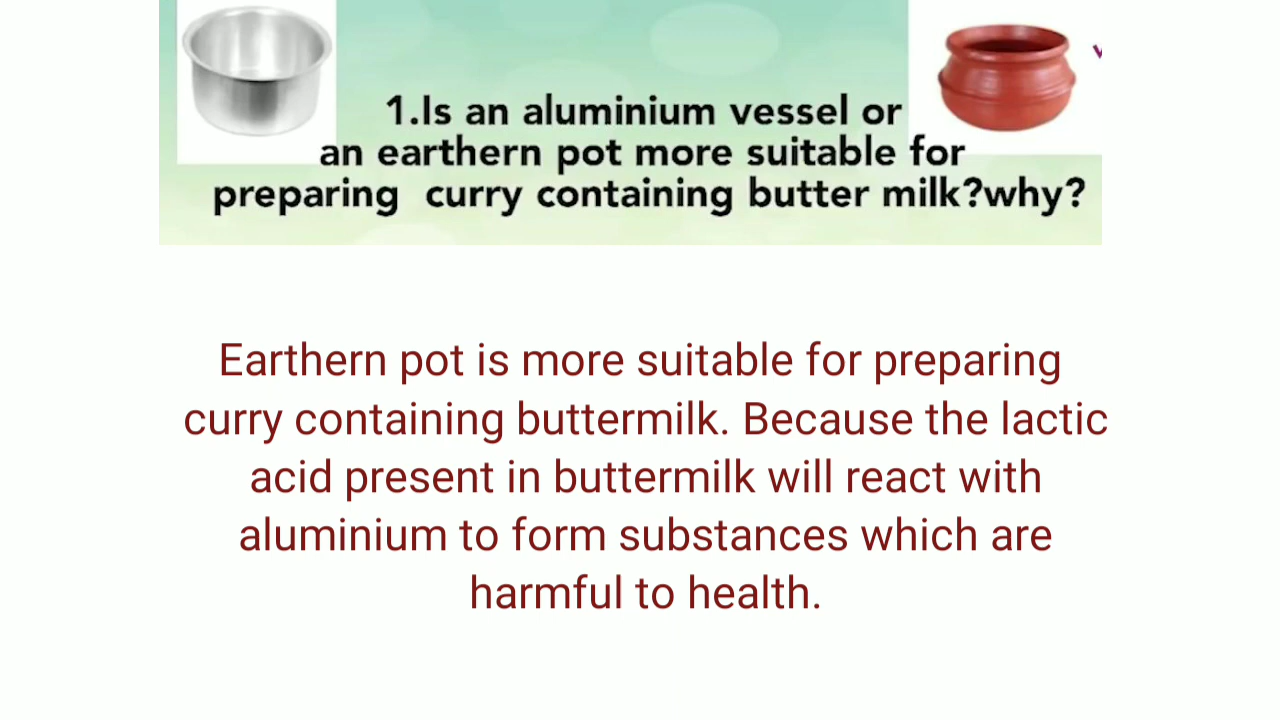 1.Is an aluminium vessel or
an earthern pot more suitable for
preparing curry containing butter milk?why?
Earthern pot is more suitable for preparing
curry containing buttermilk. Because the lactic
acid present in buttermilk will react with
aluminium to form substances which are
harmful to health.